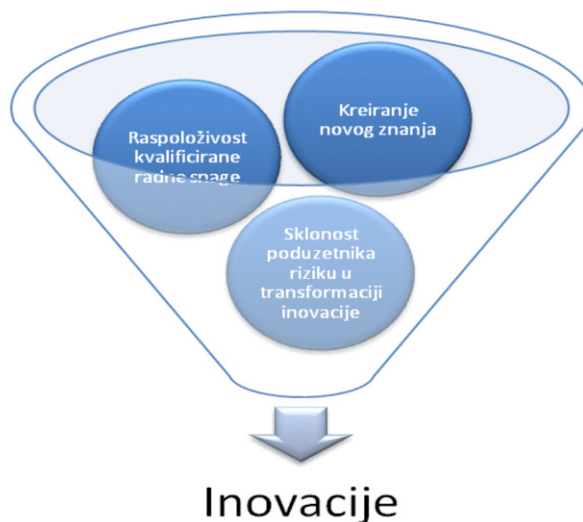 Raspoloživost
kvalificirane
radne snage
Kreiranje
novog znanja
Sklonost
poduzetnika
riziku u
transformaciji
inovacije
Inovacije